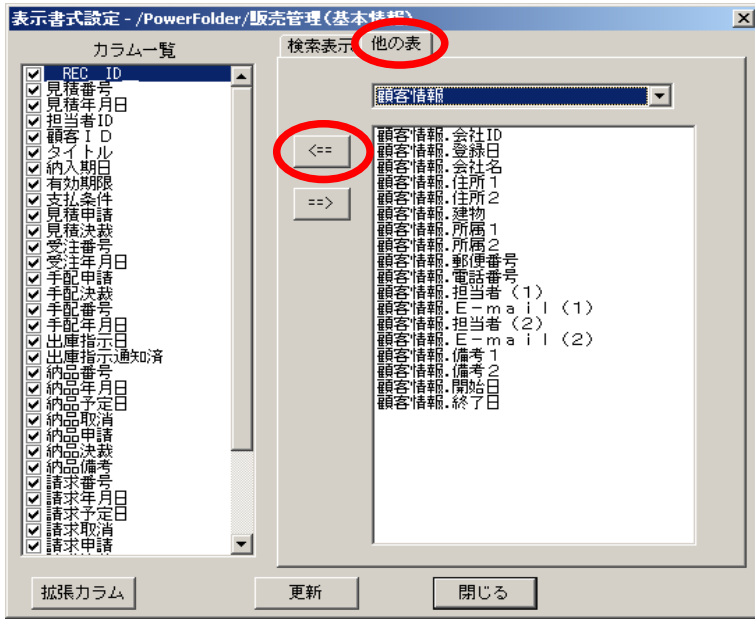 表示書式設定 - /PowerFolder/販売管理(基本情報)
カラム一覧
検索表示
他の表
__REC_ID__
見積番号
見積年月日
担当者ID
顧客ＩＤ
タイトル
納入期日
有効期限
支払条件
見積申請
見積決裁
受注番号
受注年月日
手配申請
手配決裁
手配番号
手配年月日
出庫指示日
出庫指示通知済
納品番号
納品年月日
納品予定日
納品取消
納品申請
納品決裁
納品備考
請求番号
請求年月日
請求予定日
請求取消
請求申請
顧客情報
<==
==>
顧客情報.会社ID
顧客情報.登録日
顧客情報.会社名
顧客情報.住所１
顧客情報.住所２
顧客情報.建物
顧客情報.所属１
顧客情報.所属２
顧客情報.郵便番号
顧客情報.電話番号
顧客情報.担当者（１）
顧客情報.Ｅ－ｍａｉｌ（１）
顧客情報.担当者（２）
顧客情報.Ｅ－ｍａｉｌ（２）
顧客情報.備考１
顧客情報.備考２
顧客情報.開始日
顧客情報.終了日
拡張カラム
更新
閉じる